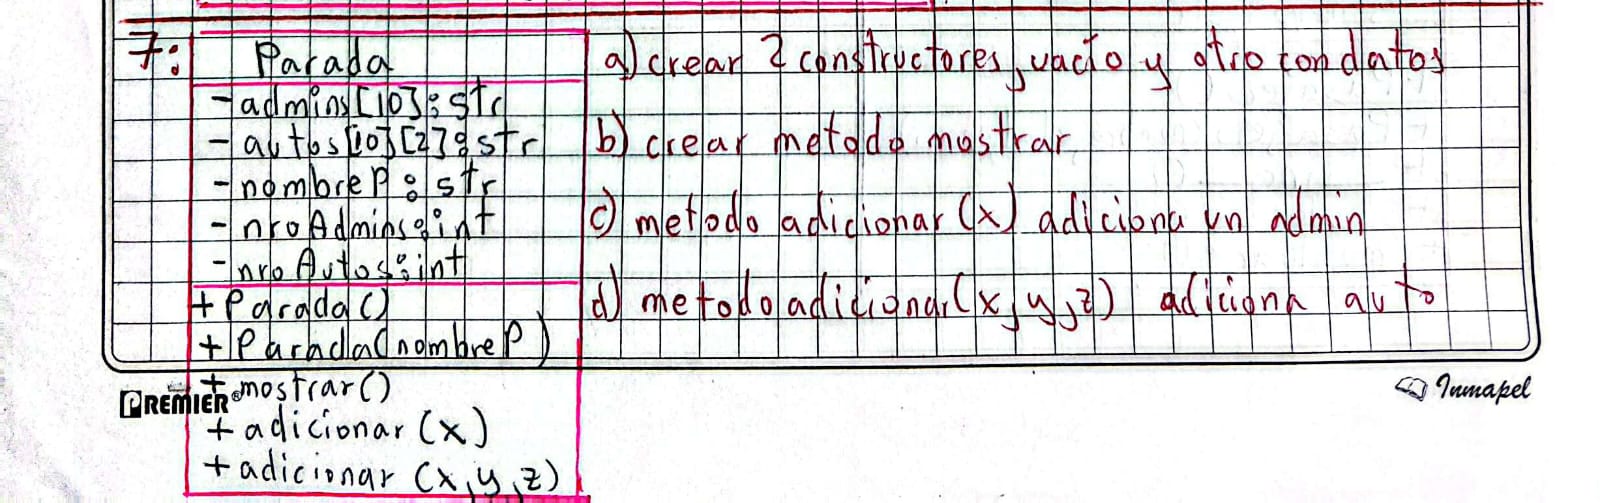 7:
Parada
-admins[10]:str
- autos[10][2]:str
-nombreP: str
- nroAdmins:int
-nroAutos:int
+Parada()
+Parada(nombreP)
+mostrar()
+ adicionar (x)
+adicionar (x,y,z)
a) crear 2 constructores, vacio y otro con datos
b) crear metodo mostrar
c) metodo adicionar (x) adiciona un admin
d) metodo adicionar(x,y,z) adiciona auto
PREMIER®
Inmapel